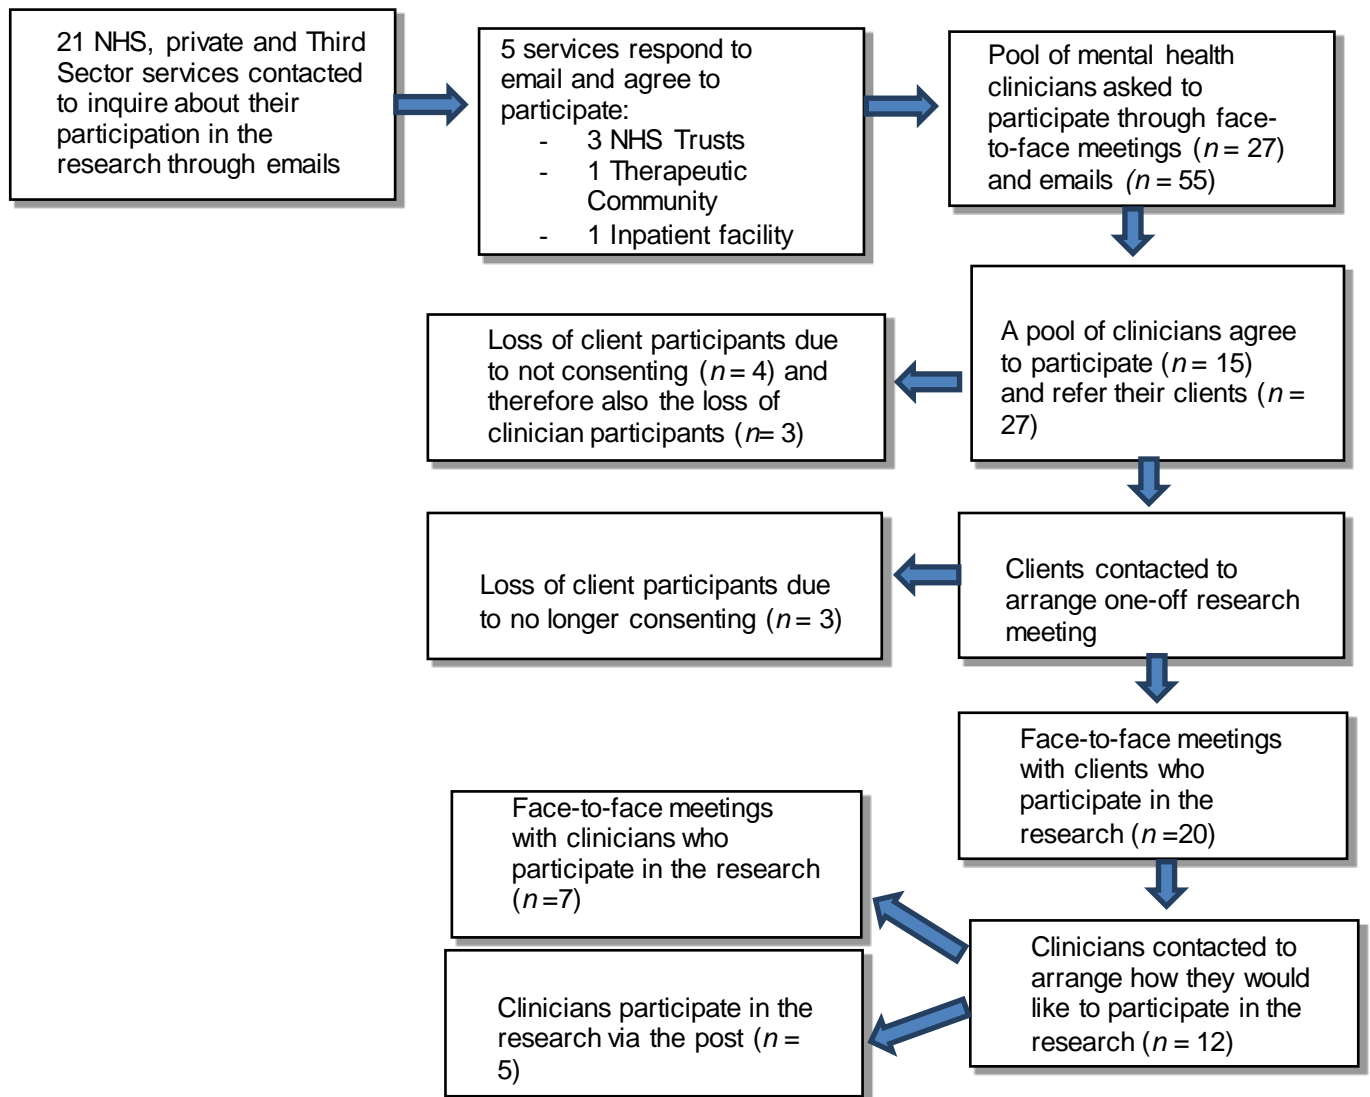 21 NHS, private and Third
Sector services contacted
to inquire about their
participation in the
research through emails
5 services respond to
email and agree to
participate:
- 3 NHS Trusts
- 1 Therapeutic
Community
- 1 Inpatient facility
Pool of mental health
clinicians asked to
participate through face-
to-face meetings (n = 27)
and emails (n = 55)
A pool of clinicians agree
to participate (n = 15)
and refer their clients (n =
27)
Loss of client participants due
to not consenting (n = 4) and
therefore also the loss of
clinician participants (n= 3)
Clients contacted to
arrange one-off research
meeting
Loss of client participants due
to no longer consenting (n = 3)
Face-to-face meetings
with clients who
participate in the
research (n =20)
Clinicians contacted to
arrange how they would
like to participate in the
research (n = 12)
Face-to-face meetings
with clinicians who
participate in the research
(n =7)
Clinicians participate in the
research via the post (n =
5)